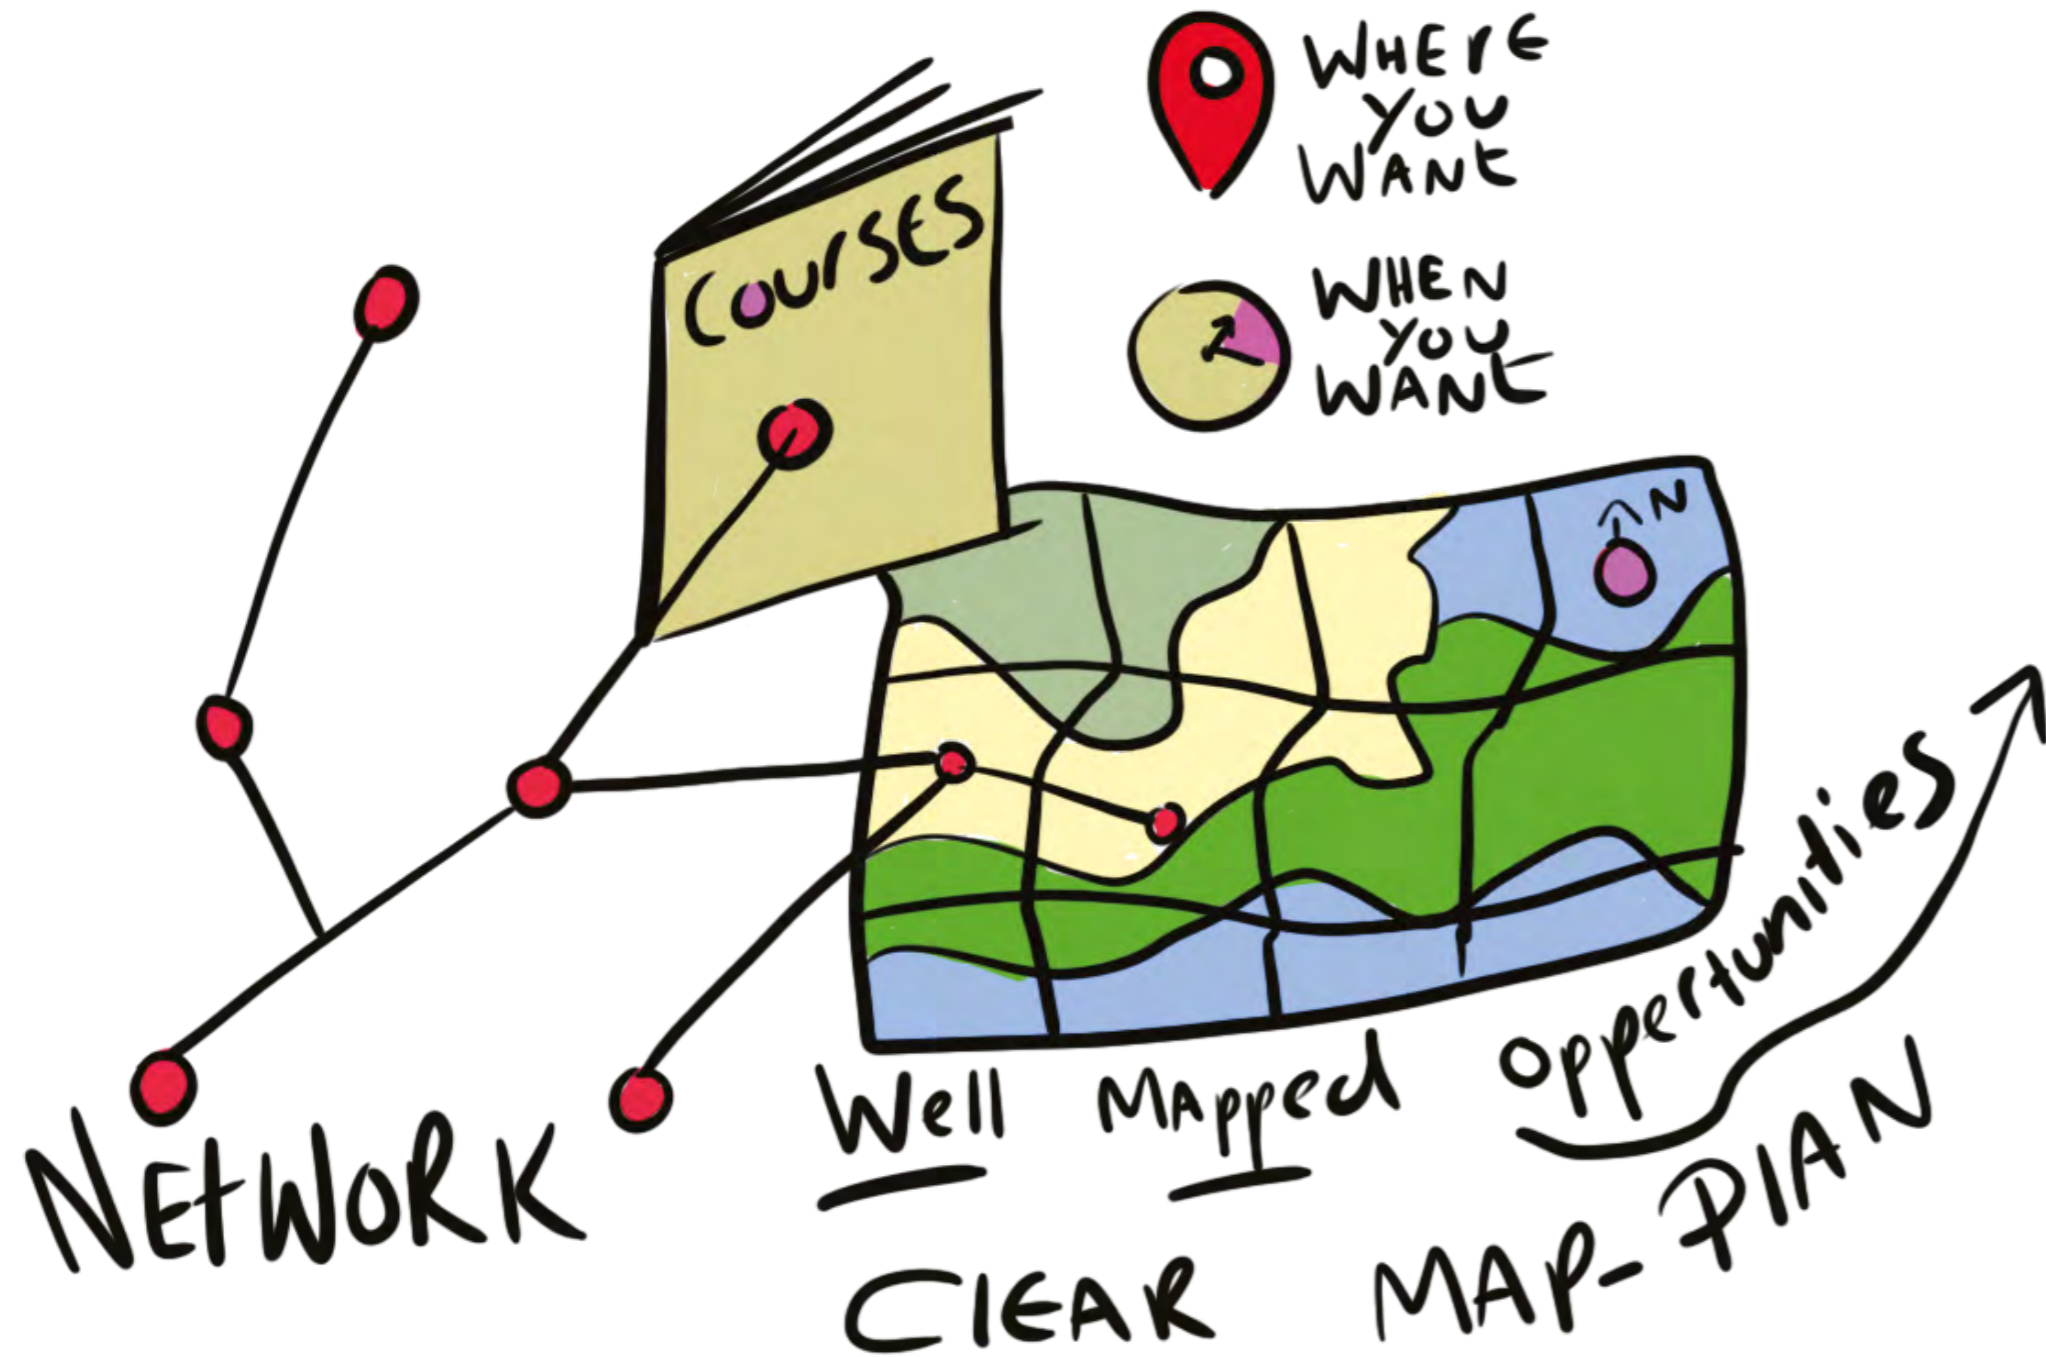 WHErE
YOU
WANt
COUrSES
WHEN
YOU
WANt
N
Well Mapped Oppertunities
NEtWORK
ClEAR MAP-PlAN